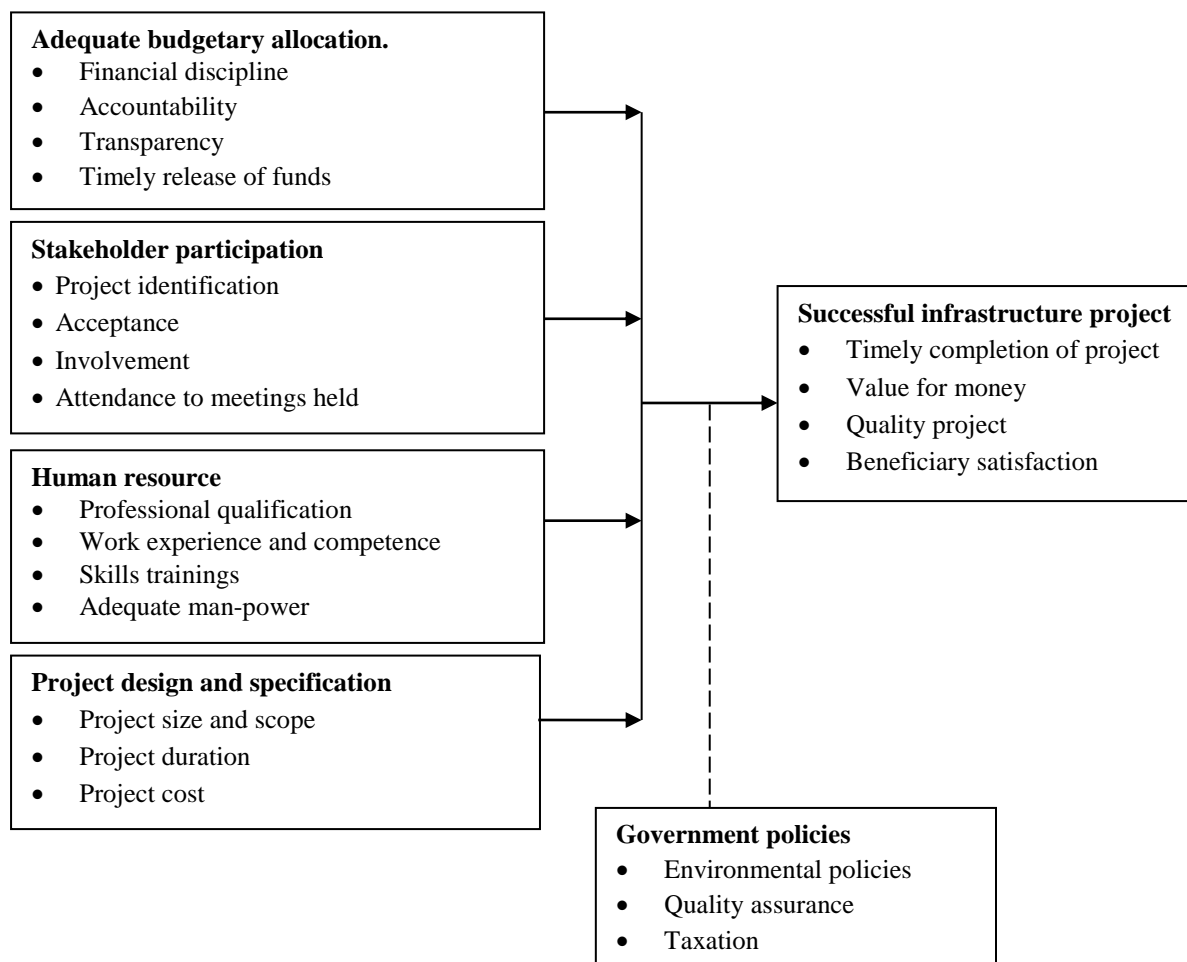 Adequate budgetary allocation.
• Financial discipline
• Accountability
• Transparency
• Timely release of funds
Stakeholder participation
• Project identification
• Acceptance
• Involvement
• Attendance to meetings held
Human resource
• Professional qualification
• Work experience and competence
• Skills trainings
• Adequate man-power
Project design and specification
• Project size and scope
• Project duration
• Project cost
Successful infrastructure project
• Timely completion of project
• Value for money
• Quality project
• Beneficiary satisfaction
Government policies
• Environmental policies
• Quality assurance
• Taxation